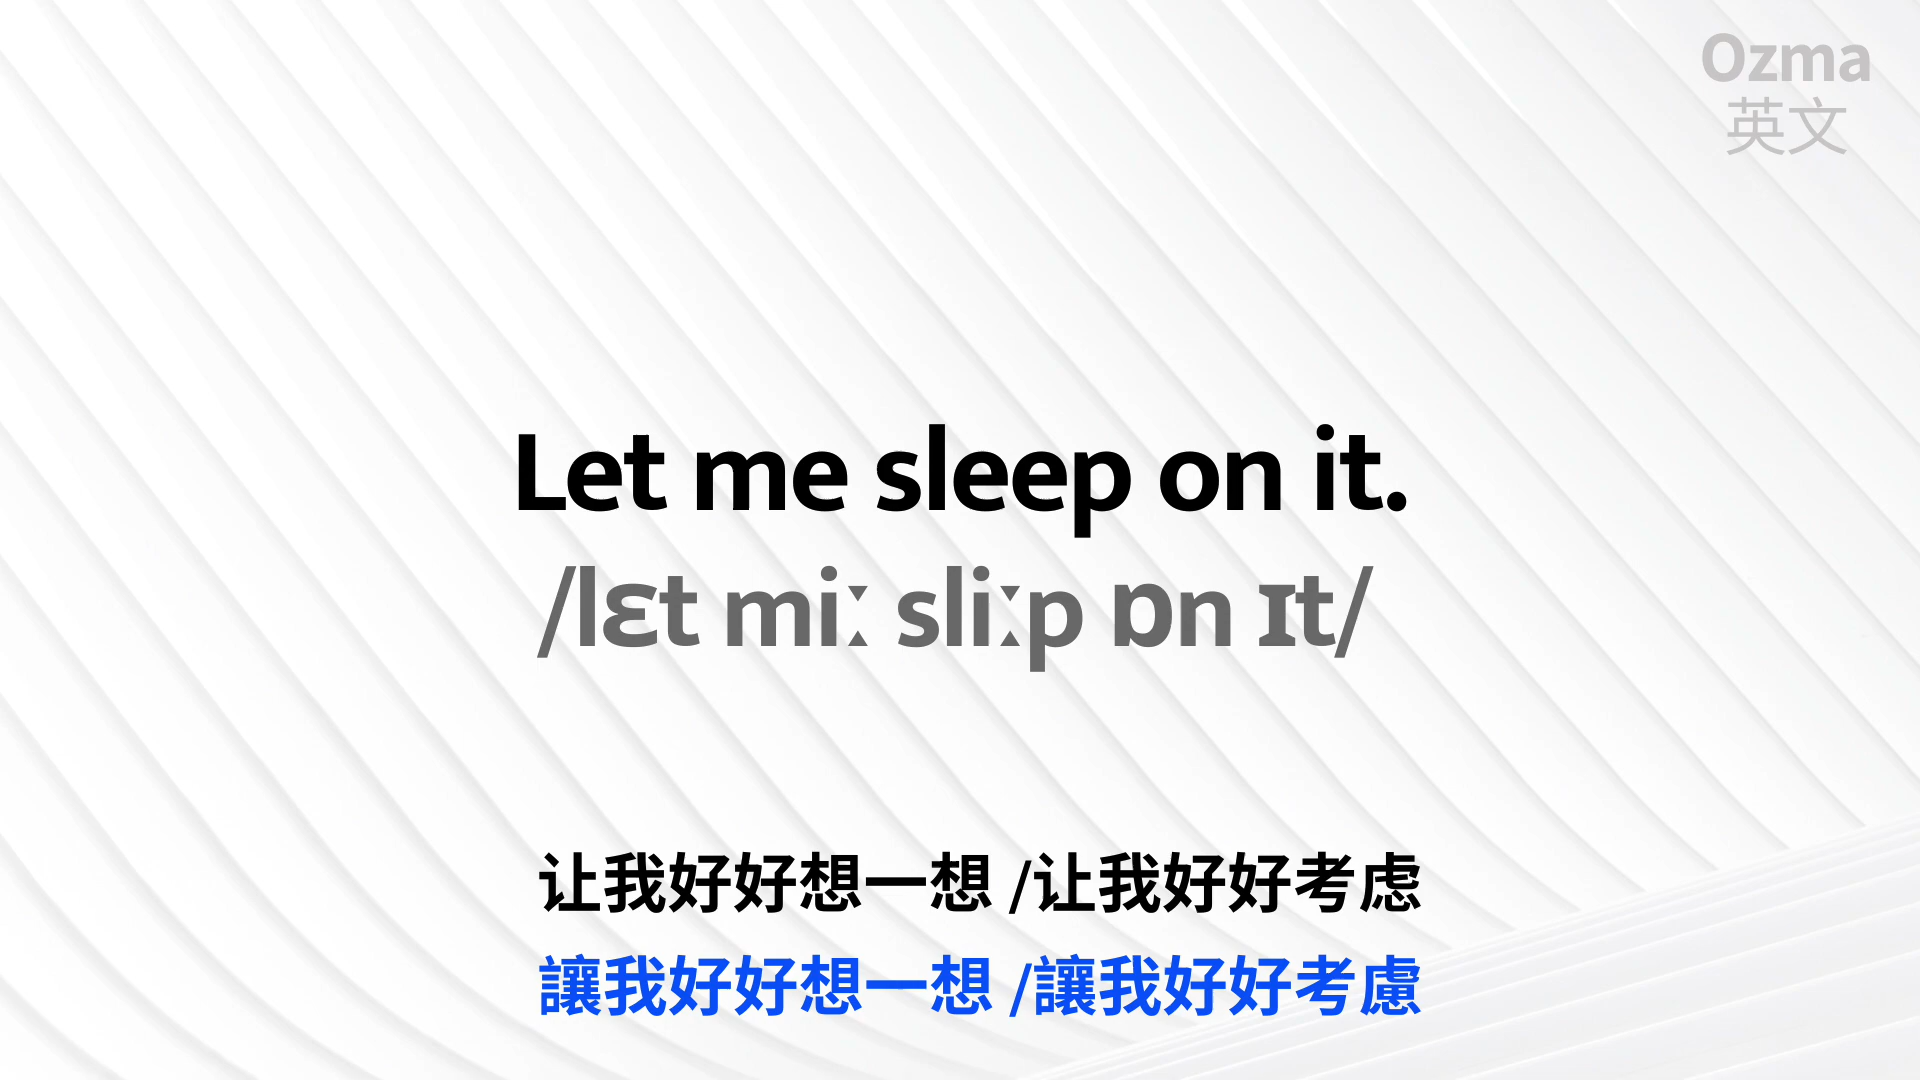 Ozma
英文
Let me sleep on it.
/lɛt miː sliːp ɒn ɪt/
让我好好想一想 /让我好好考虑
讓我好好想一想 /讓我好好考慮